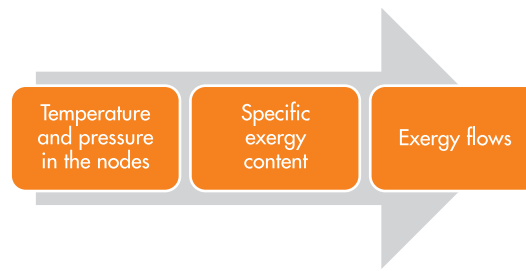 Temperature
and pressure
in the nodes
Specific
exergy
content
Exergy flows